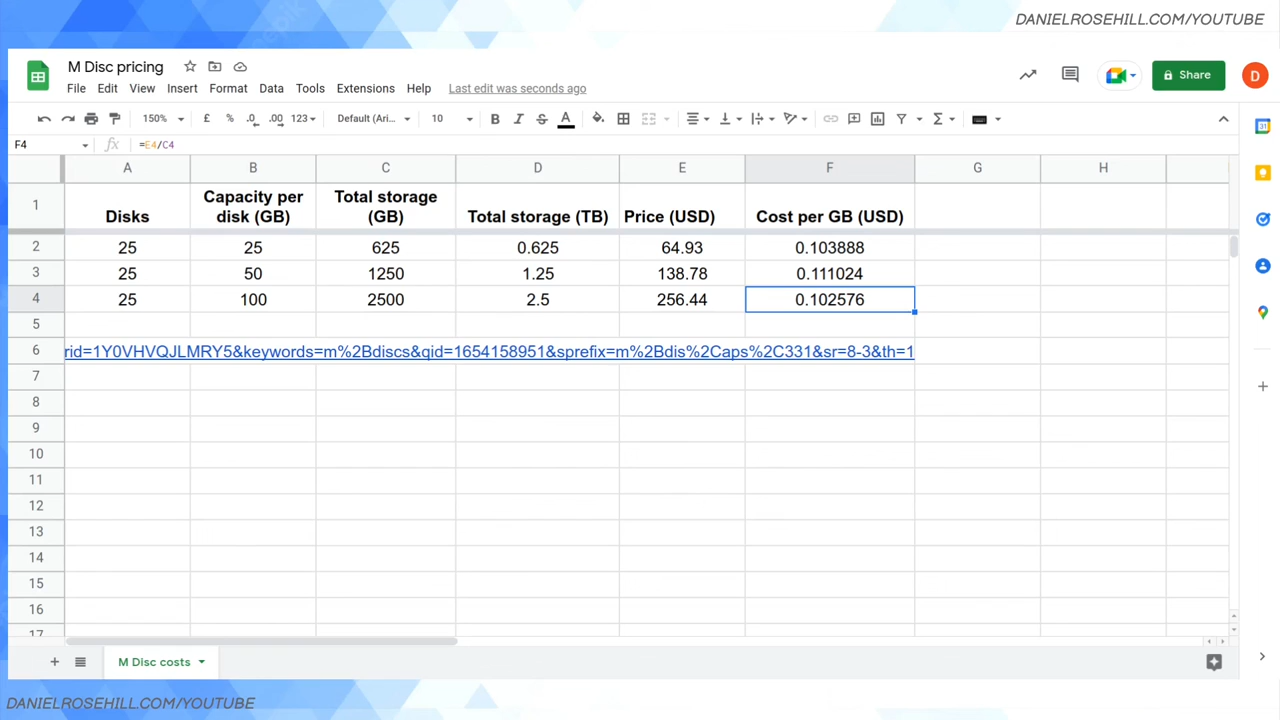 DANIELROSEHILL.COM/YOUTUBE
M Disc pricing
Share
D
File Edit View Insert Format Data Tools Extensions Help Last edit was seconds ago
150% £ % .0 .00 123 Default (Ari... 10 B I S A Σ
F4 fx =E4/C4
A B C D E F G H
1 Disks Capacity per disk (GB) Total storage (GB) Total storage (TB) Price (USD) Cost per GB (USD)
2 25 25 625 0.625 64.93 0.103888
3 25 50 1250 1.25 138.78 0.111024
4 25 100 2500 2.5 256.44 0.102576
5
6 rid=1Y0VHVQJLMRY5&keywords=m%2Bdiscs&qid=1654158951&sprefix=m%2Bdis%2Caps%2C331&sr=8-3&th=1
7
8
9
10
11
12
13
14
15
16
17
31
M Disc costs
DANIELROSEHILL.COM/YOUTUBE